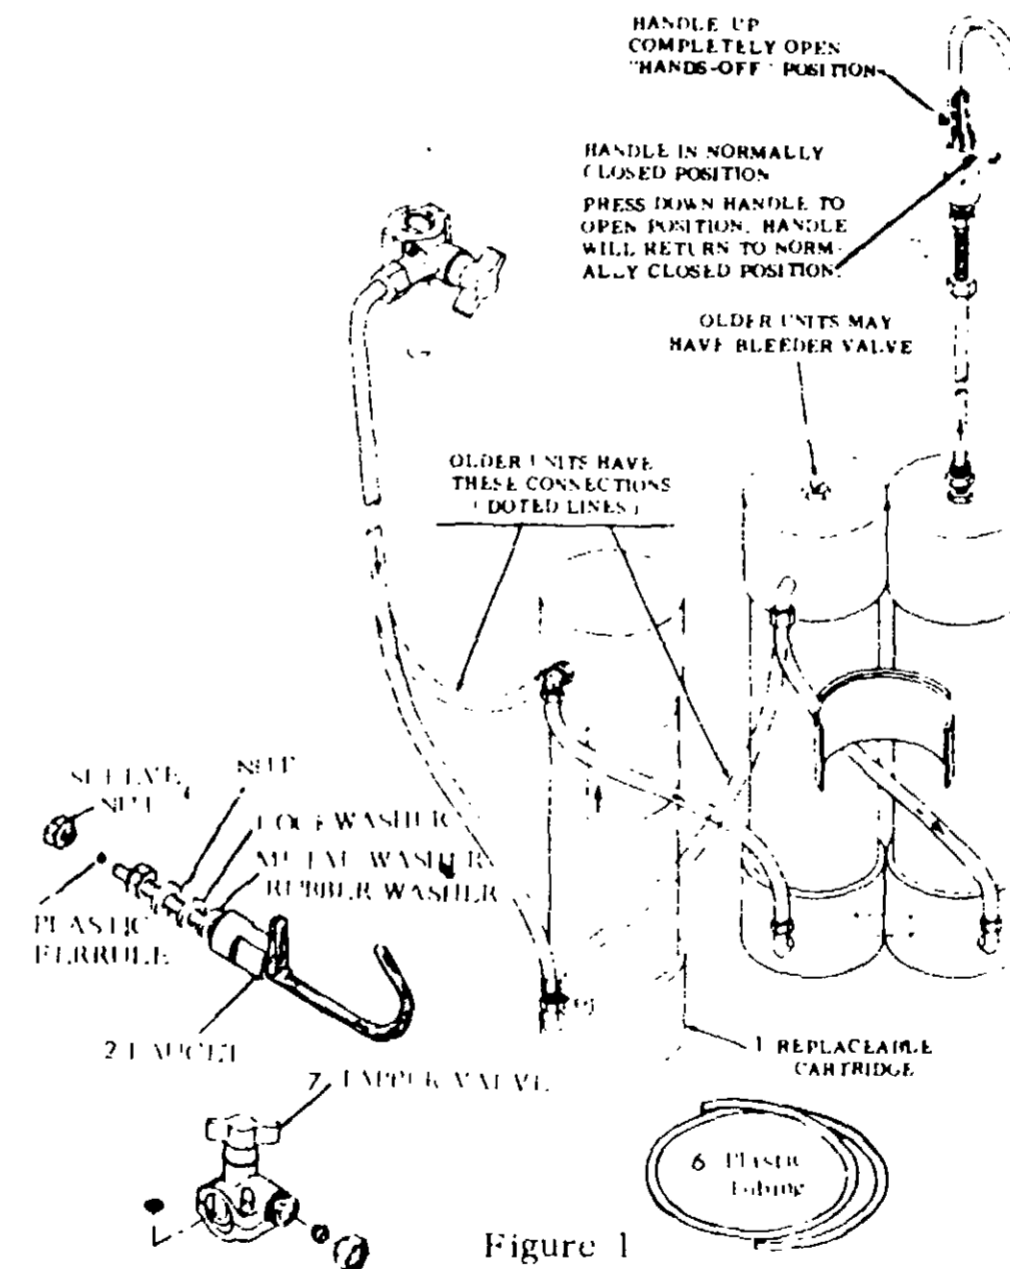 HANDLE UP
COMPLETELY OPEN
"HANDS-OFF" POSITION
HANDLE IN NORMALLY
CLOSED POSITION
PRESS DOWN HANDLE TO
OPEN POSITION. HANDLE
WILL RETURN TO NORM-
ALLY CLOSED POSITION.
OLDER UNITS MAY
HAVE BLEEDER VALVE
OLDER UNITS HAVE
THESE CONNECTIONS
(DOTED LINES)
SLEEVE
NUT
NUT
LOCK WASHER
METAL WASHER
RUBBER WASHER
PLASTIC
FERRULE
2 FAUCET
7 TAPPER VALVE
1 REPLACEABLE
CARTRIDGE
6 Plastic
Tubing
Figure 1